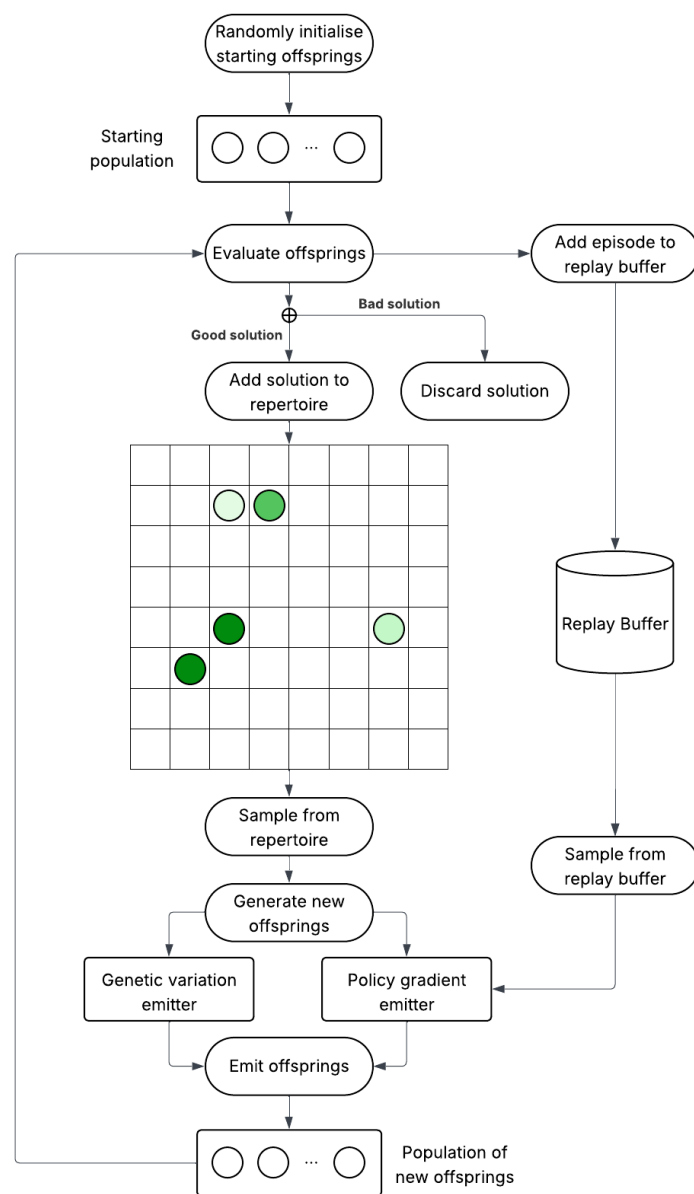 Randomly initialise
starting offsprings
Starting
population
...
Evaluate offsprings
Add episode to
replay buffer
Bad solution
Good solution
Add solution to
repertoire
Discard solution
Replay Buffer
Sample from
repertoire
Sample from
replay buffer
Generate new
offsprings
Genetic variation
emitter
Policy gradient
emitter
Emit offsprings
...
Population of
new offsprings